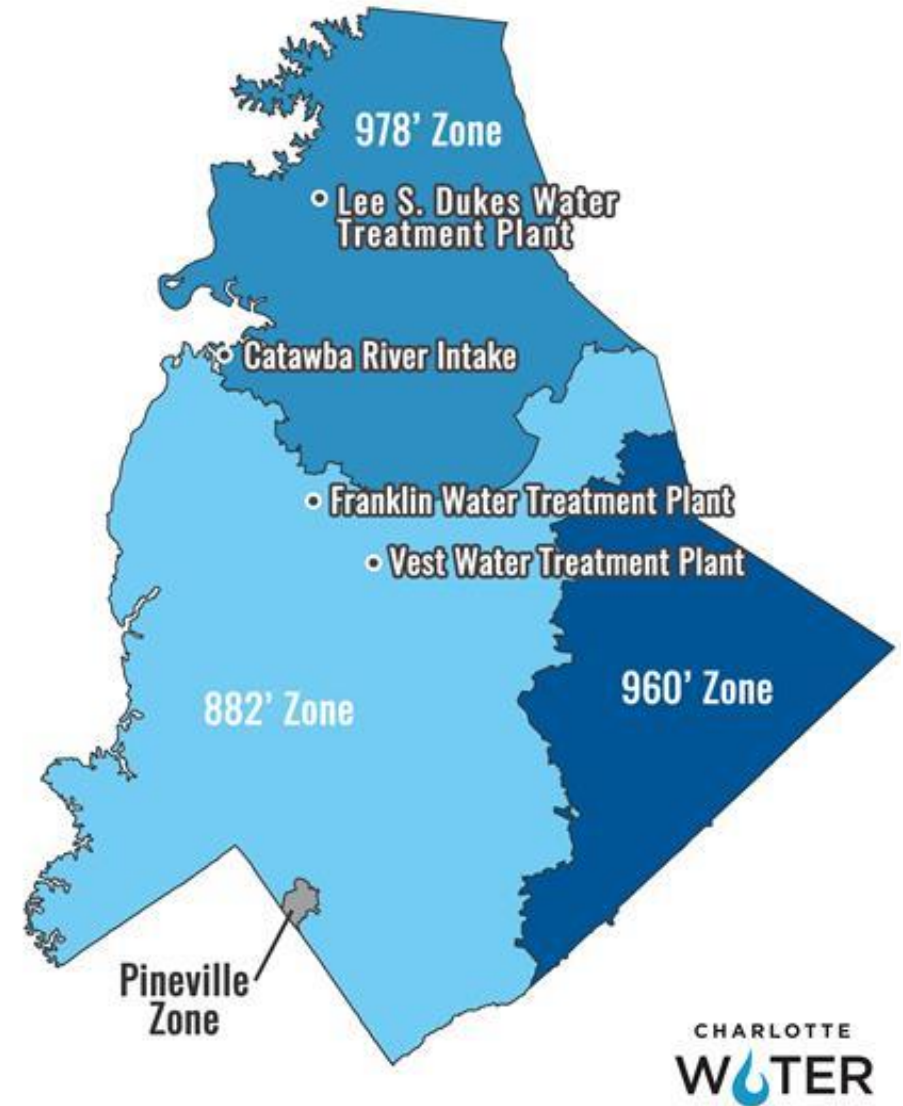 978’ Zone
Lee S. Dukes Water
Treatment Plant
Catawba River Intake
Franklin Water Treatment Plant
Vest Water Treatment Plant
960’ Zone
882’ Zone
Pineville
Zone
CHARLOTTE
WATER